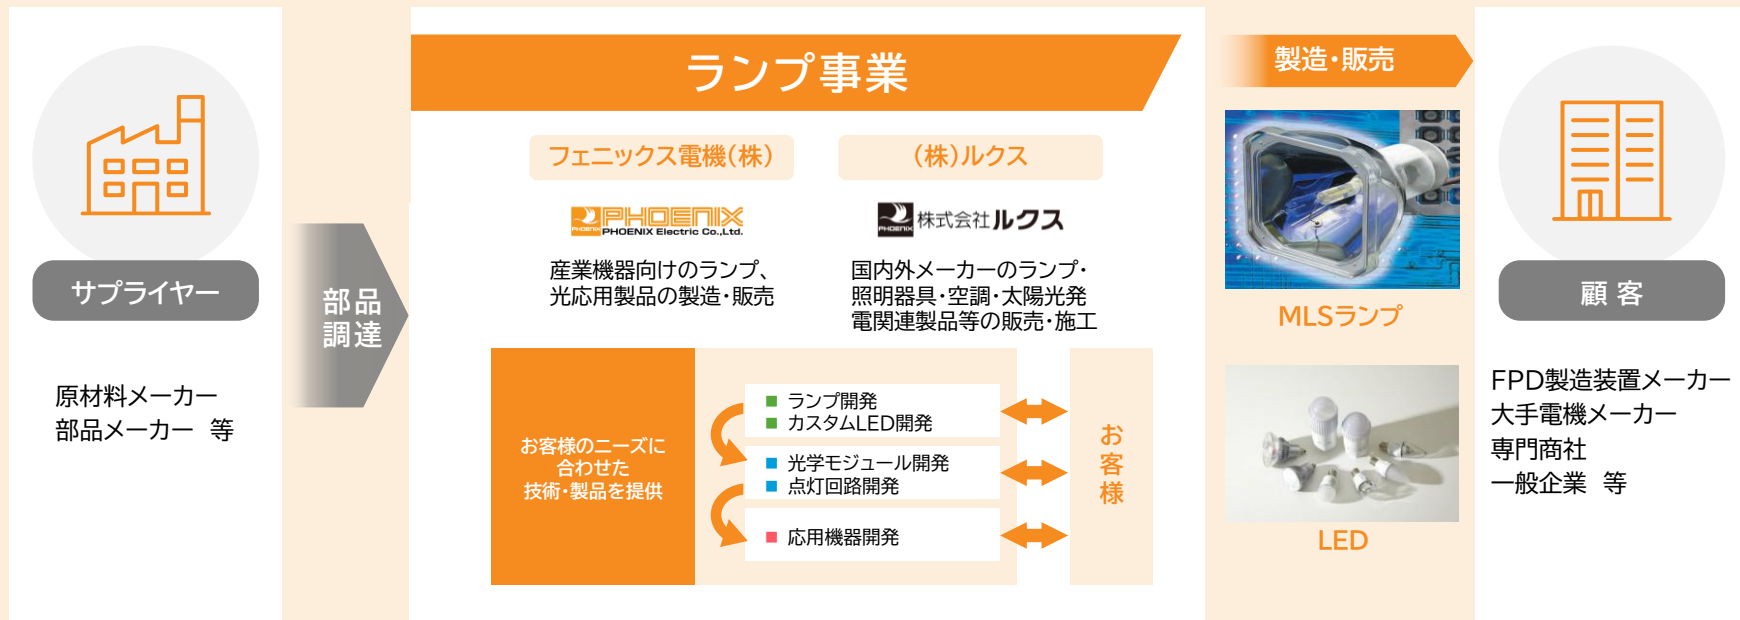 サプライヤー
原材料メーカー
部品メーカー 等
部品
調達
ランプ事業
フェニックス電機(株)
PHOENIX
PHOENIX
PHOENIX Electric Co.,Ltd.
産業機器向けのランプ、
光応用製品の製造・販売
(株)ルクス
PHOENIX
株式会社ルクス
国内外メーカーのランプ・
照明器具・空調・太陽光発
電関連製品等の販売・施工
お客様のニーズに
合わせた
技術・製品を提供
ランプ開発
カスタムLED開発
光学モジュール開発
点灯回路開発
応用機器開発
お客様
製造・販売
MLSランプ
LED
顧客
FPD製造装置メーカー
大手電機メーカー
専門商社
一般企業 等